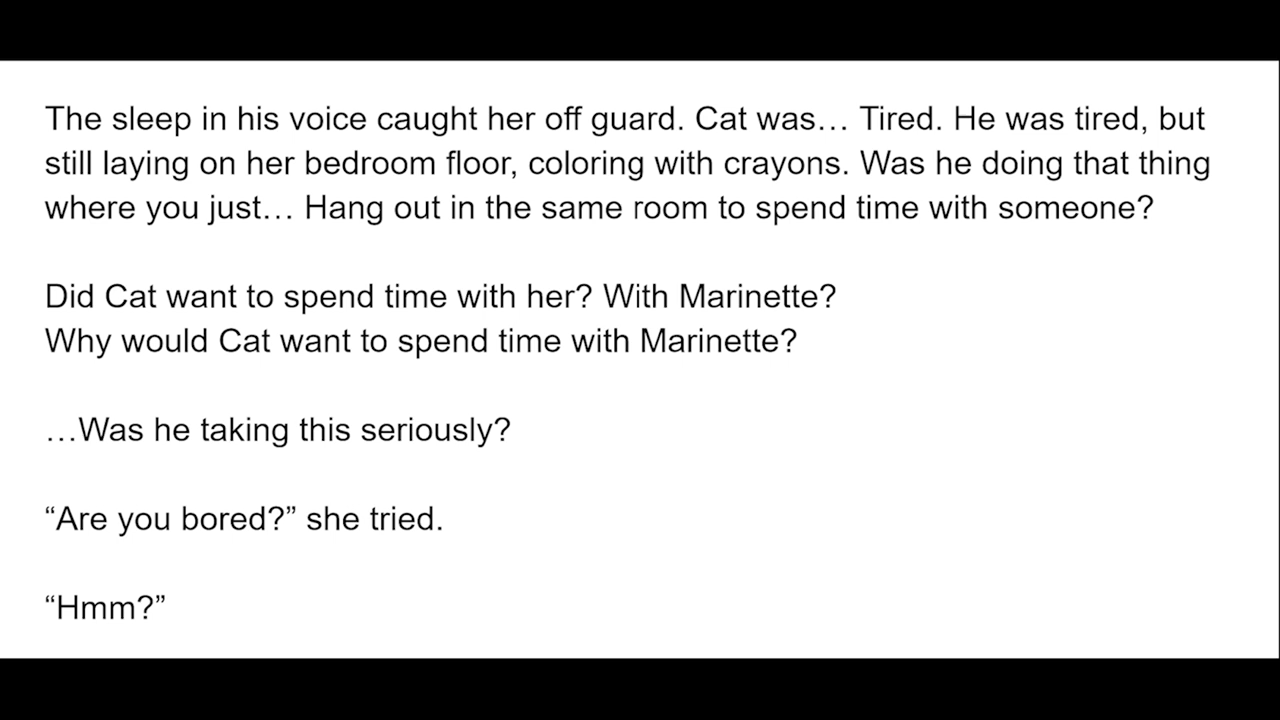 The sleep in his voice caught her off guard. Cat was… Tired. He was tired, but
still laying on her bedroom floor, coloring with crayons. Was he doing that thing
where you just… Hang out in the same room to spend time with someone?
Did Cat want to spend time with her? With Marinette?
Why would Cat want to spend time with Marinette?
…Was he taking this seriously?
“Are you bored?” she tried.
“Hmm?”